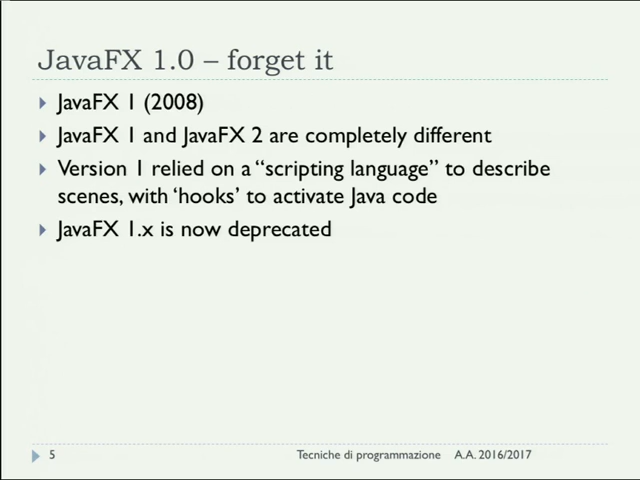 JavaFX 1.0 – forget it
JavaFX 1 (2008)
JavaFX 1 and JavaFX 2 are completely different
Version 1 relied on a “scripting language” to describe
scenes, with ‘hooks’ to activate Java code
JavaFX 1.x is now deprecated
5 Tecniche di programmazione A.A. 2016/2017